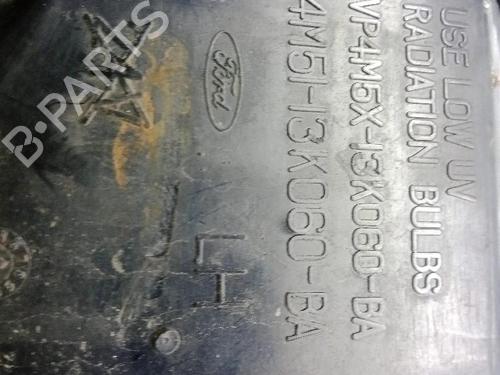 USE LOW UV
RADIATION BULBS
VP4M5X-13K060-BA
4M51-13K060-BA
Ford
LH
B-PARTS